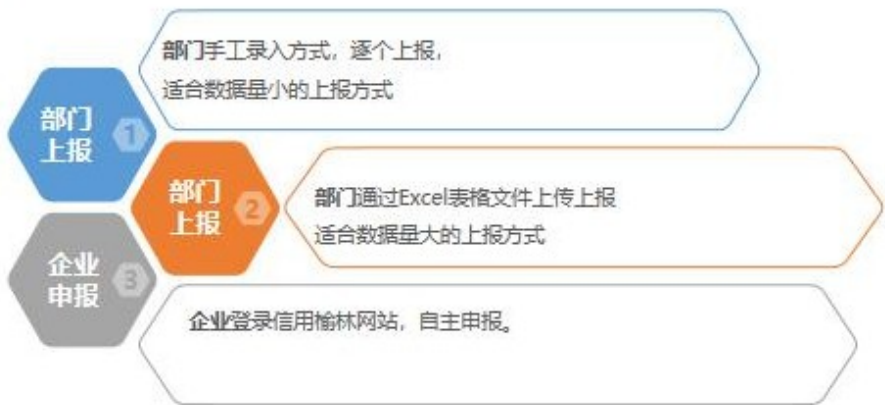 部门手工录入方式，逐个上报，
适合数据量小的上报方式
部门
上报
1
部门
上报
2
部门通过Excel表格文件上传上报
适合数据量大的上报方式
企业
申报
3
企业登录信用榆林网站，自主申报。